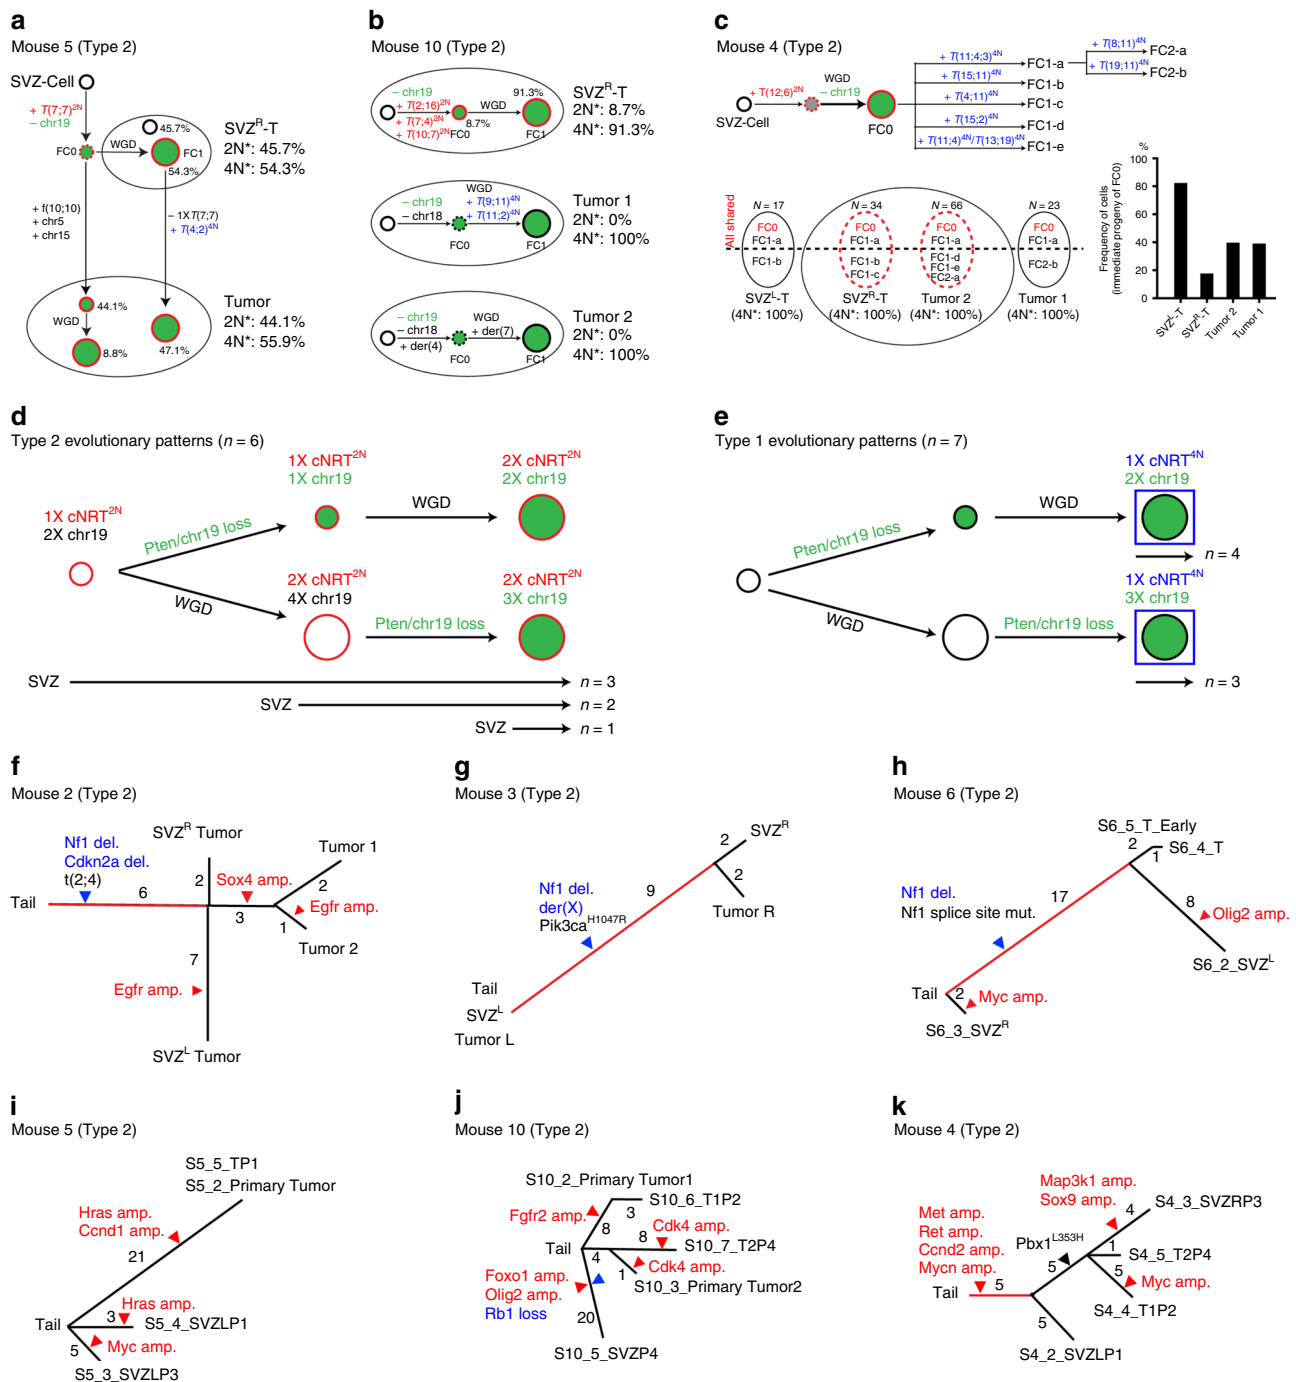 a
Mouse 5 (Type 2)
SVZ-Cell
+ T(7;7)2N
− chr19
FC0
WGD
45.7%
FC1
54.3%
SVZR-T
2N*: 45.7%
4N*: 54.3%
+ f(10;10)
+ chr5
+ chr15
− 1X T(7;7)
+ T(4;2)4N
44.1%
WGD
8.8%
47.1%
Tumor
2N*: 44.1%
4N*: 55.9%
b
Mouse 10 (Type 2)
− chr19
+ T(2;16)2N
+ T(7;4)2N
+ T(10;7)2N
FC0
8.7%
WGD
91.3%
FC1
SVZR-T
2N*: 8.7%
4N*: 91.3%
− chr19
− chr18
FC0
WGD
+ T(9;11)4N
+ T(11;2)4N
FC1
Tumor 1
2N*: 0%
4N*: 100%
− chr19
− chr18
+ der(4)
FC0
WGD
+ der(7)
FC1
Tumor 2
2N*: 0%
4N*: 100%
c
Mouse 4 (Type 2)
SVZ-Cell
+ T(12;6)2N
WGD
− chr19
FC0
+ T(11;4;3)4N
FC1-a
+ T(15;11)4N
FC1-b
+ T(4;11)4N
FC1-c
+ T(15;2)4N
FC1-d
+ T(11;4)4N/T(13;19)4N
FC1-e
+ T(8;11)4N
FC2-a
+ T(19;11)4N
FC2-b
All shared
N = 17
FC0
FC1-a
FC1-b
SVZL-T
(4N*: 100%)
N = 34
FC0
FC1-a
FC1-b
FC1-c
SVZR-T
(4N*: 100%)
N = 66
FC0
FC1-a
FC1-d
FC1-e
FC2-a
Tumor 2
(4N*: 100%)
N = 23
FC0
FC1-a
FC2-b
Tumor 1
(4N*: 100%)
%
100
80
60
40
20
0
Frequency of cells
(immediate progeny of FC0)
SVZL-T
SVZR-T
Tumor 2
Tumor 1
d
Type 2 evolutionary patterns (n = 6)
1X cNRT2N
2X chr19
Pten/chr19 loss
WGD
1X cNRT2N
1X chr19
WGD
2X cNRT2N
2X chr19
2X cNRT2N
4X chr19
Pten/chr19 loss
2X cNRT2N
3X chr19
SVZ
n = 3
SVZ
n = 2
SVZ
n = 1
e
Type 1 evolutionary patterns (n = 7)
Pten/chr19 loss
WGD
WGD
1X cNRT4N
2X chr19
n = 4
Pten/chr19 loss
1X cNRT4N
3X chr19
n = 3
f
Mouse 2 (Type 2)
Nf1 del.
Cdkn2a del.
t(2;4)
Tail
6
SVZR Tumor
2
Sox4 amp.
3
Tumor 1
2
Egfr amp.
1
Tumor 2
7
Egfr amp.
SVZL Tumor
g
Mouse 3 (Type 2)
SVZR
2
2
Tumor R
9
Nf1 del.
der(X)
Pik3caH1047R
Tail
SVZL
Tumor L
h
Mouse 6 (Type 2)
S6_5_T_Early
2
1
S6_4_T
17
Nf1 del.
Nf1 splice site mut.
8
Olig2 amp.
S6_2_SVZL
Tail
2
Myc amp.
S6_3_SVZR
i
Mouse 5 (Type 2)
S5_5_TP1
S5_2_Primary Tumor
Hras amp.
Ccnd1 amp.
21
Hras amp.
Tail
3
S5_4_SVZLP1
5
Myc amp.
S5_3_SVZLP3
j
Mouse 10 (Type 2)
S10_2_Primary Tumor1
S10_6_T1P2
Fgfr2 amp.
3
8
Cdk4 amp.
8
S10_7_T2P4
Tail
4
Cdk4 amp.
1
S10_3_Primary Tumor2
Foxo1 amp.
Olig2 amp.
Rb1 loss
20
S10_5_SVZP4
k
Mouse 4 (Type 2)
Map3k1 amp.
Sox9 amp.
4
S4_3_SVZRP3
Met amp.
Ret amp.
Ccnd2 amp.
Mycn amp.
Pbx1L353H
Tail
5
5
1
S4_5_T2P4
5
Myc amp.
S4_4_T1P2
5
S4_2_SVZLP1